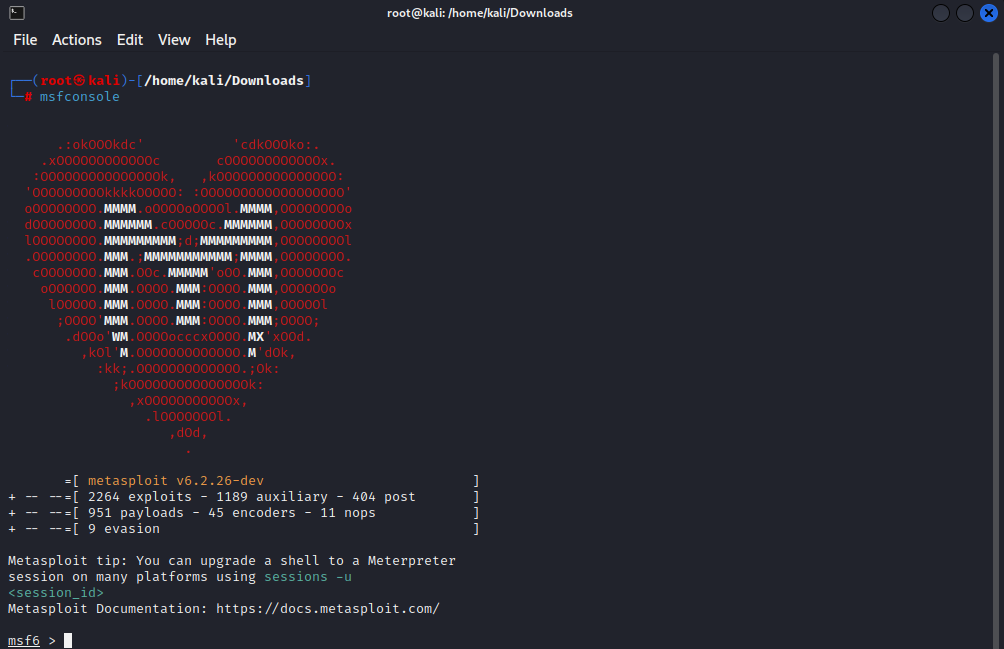 root@kali: /home/kali/Downloads
File Actions Edit View Help
┌──(root㉿kali)-[/home/kali/Downloads]
└─# msfconsole
      .:okOOOkdc'           'cdkOOOko:.
    .xOOOOOOOOOOOOc       cOOOOOOOOOOOOx.
   :OOOOOOOOOOOOOOOk,   ,kOOOOOOOOOOOOOOO:
  'OOOOOOOOOkkkkOOOOO: :OOOOOOOOOOOOOOOOOO'
  oOOOOOOOO.MMMM.oOOOOoOOOOl.MMMM,OOOOOOOOo
  dOOOOOOOO.MMMMMM.cOOOOOc.MMMMMM,OOOOOOOOx
  lOOOOOOOO.MMMMMMMMM;d;MMMMMMMMM,OOOOOOOOl
  .OOOOOOOO.MMM.;MMMMMMMMMMM;MMMM,OOOOOOOO.
   cOOOOOOO.MMM.OOc.MMMMM'oOO.MMM,OOOOOOOc
    oOOOOOO.MMM.OOOO.MMM:OOOO.MMM,OOOOOOo
     lOOOOO.MMM.OOOO.MMM:OOOO.MMM,OOOOOl
      ;OOOO'MMM.OOOO.MMM:OOOO.MMM;OOOO;
       .dOOo'WM.OOOOocccxOOOO.MX'xOOd.
         ,kOl'M.OOOOOOOOOOOOO.M'dOk,
           :kk;.OOOOOOOOOOOOO.;Ok:
             ;kOOOOOOOOOOOOOOOk:
               ,xOOOOOOOOOOOx,
                 .lOOOOOOOl.
                    ,dOd,
                      .
=[ metasploit v6.2.26-dev ]
+ -- --=[ 2264 exploits - 1189 auxiliary - 404 post ]
+ -- --=[ 951 payloads - 45 encoders - 11 nops ]
+ -- --=[ 9 evasion ]
Metasploit tip: You can upgrade a shell to a Meterpreter
session on many platforms using sessions -u
<session_id>
Metasploit Documentation: https://docs.metasploit.com/
msf6 >